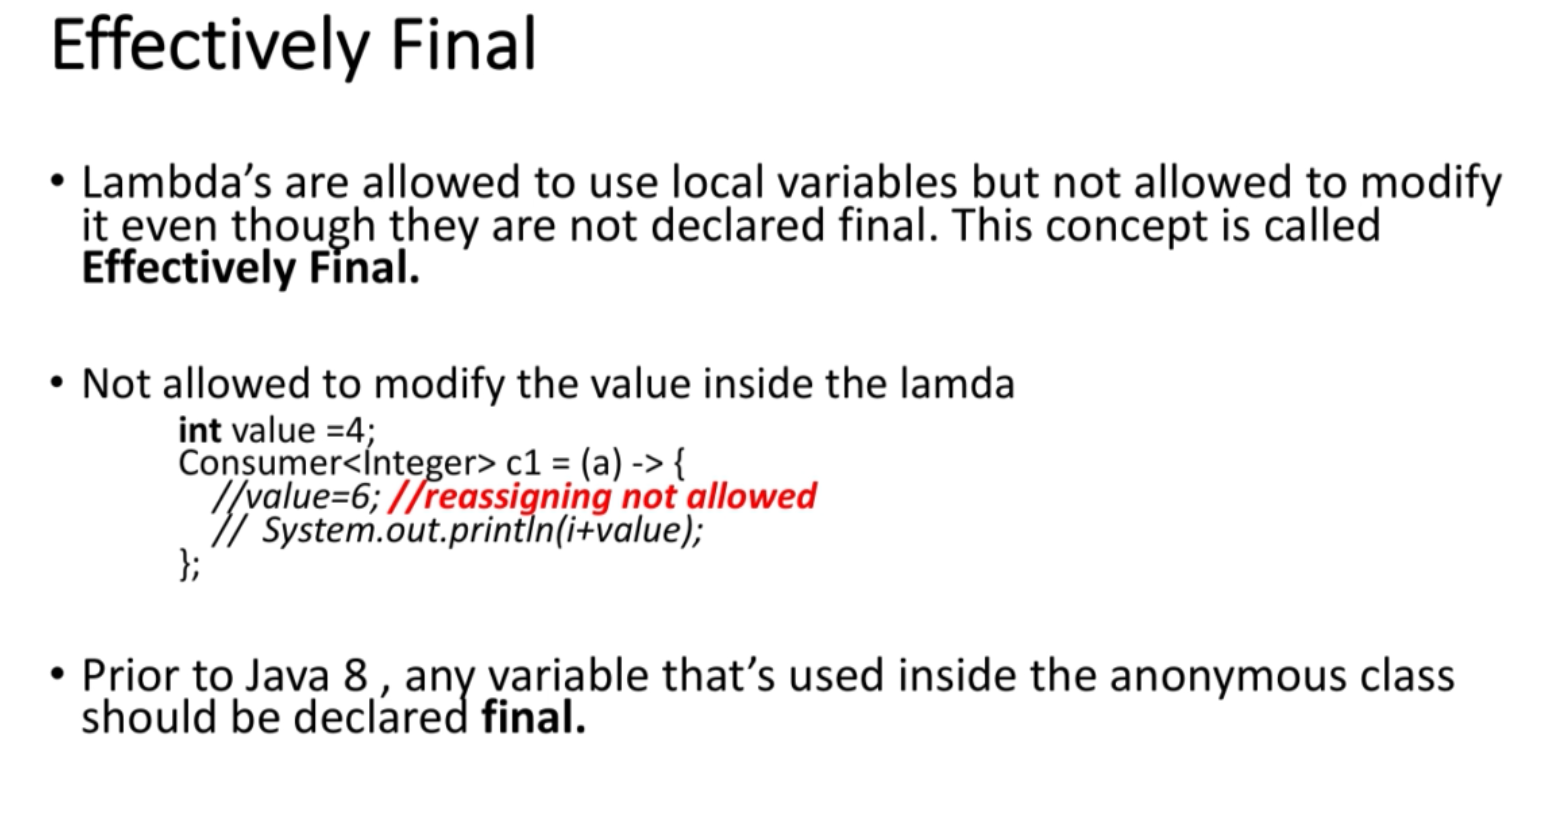 Effectively Final
• Lambda’s are allowed to use local variables but not allowed to modify
it even though they are not declared final. This concept is called
Effectively Final.
• Not allowed to modify the value inside the lamda
int value =4;
Consumer<Integer> c1 = (a) -> {
//value=6; //reassigning not allowed
// System.out.println(i+value);
};
• Prior to Java 8 , any variable that’s used inside the anonymous class
should be declared final.